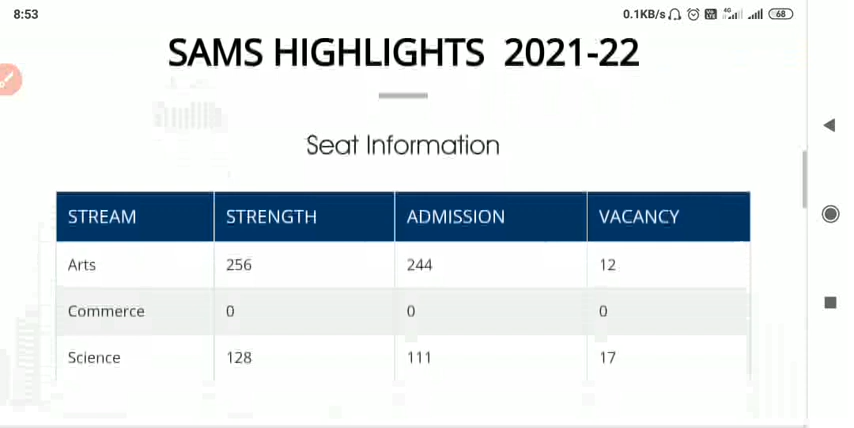 8:53 0.1KB/s 4G 68
SAMS HIGHLIGHTS 2021-22
Seat Information
STREAM STRENGTH ADMISSION VACANCY
Arts 256 244 12
Commerce 0 0 0
Science 128 111 17